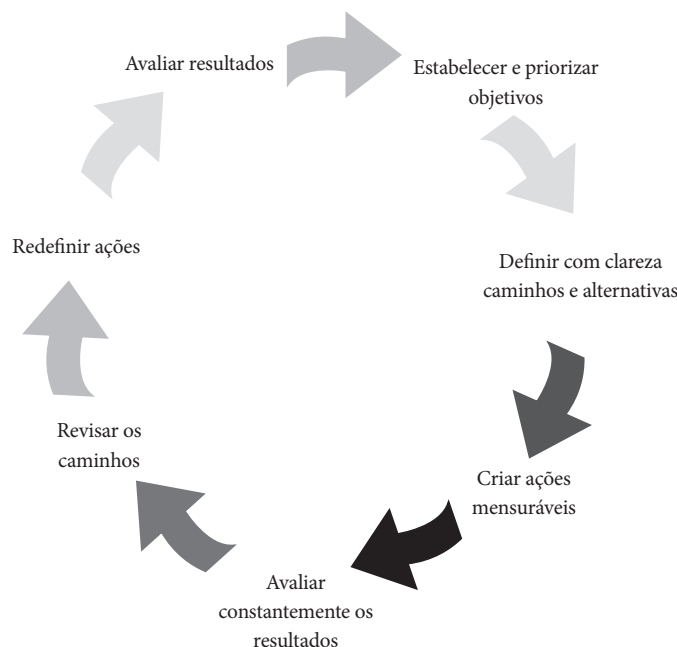 Avaliar resultados
Estabelecer e priorizar
objetivos
Definir com clareza
caminhos e alternativas
Criar ações
mensuráveis
Avaliar
constantemente os
resultados
Revisar os
caminhos
Redefinir ações